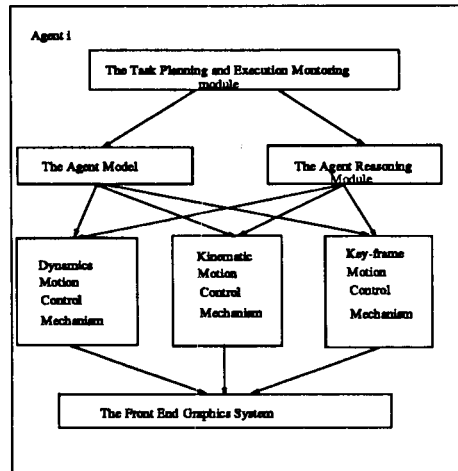 Agent i
The Task Planning and Execution Montoring
module
The Agent Model
The Agent Reasoning
Module
Dynamics
Motion
Control
Mechanism
Kinematic
Motion
Control
Mechanism
Key-frame
Motion
Control
Mechanism
The Front End Graphics System